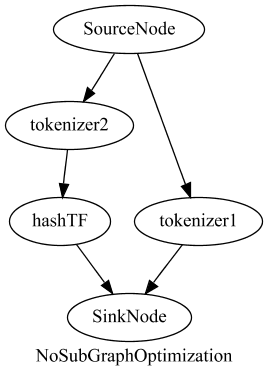 SourceNode
tokenizer2
hashTF
tokenizer1
SinkNode
NoSubGraphOptimization